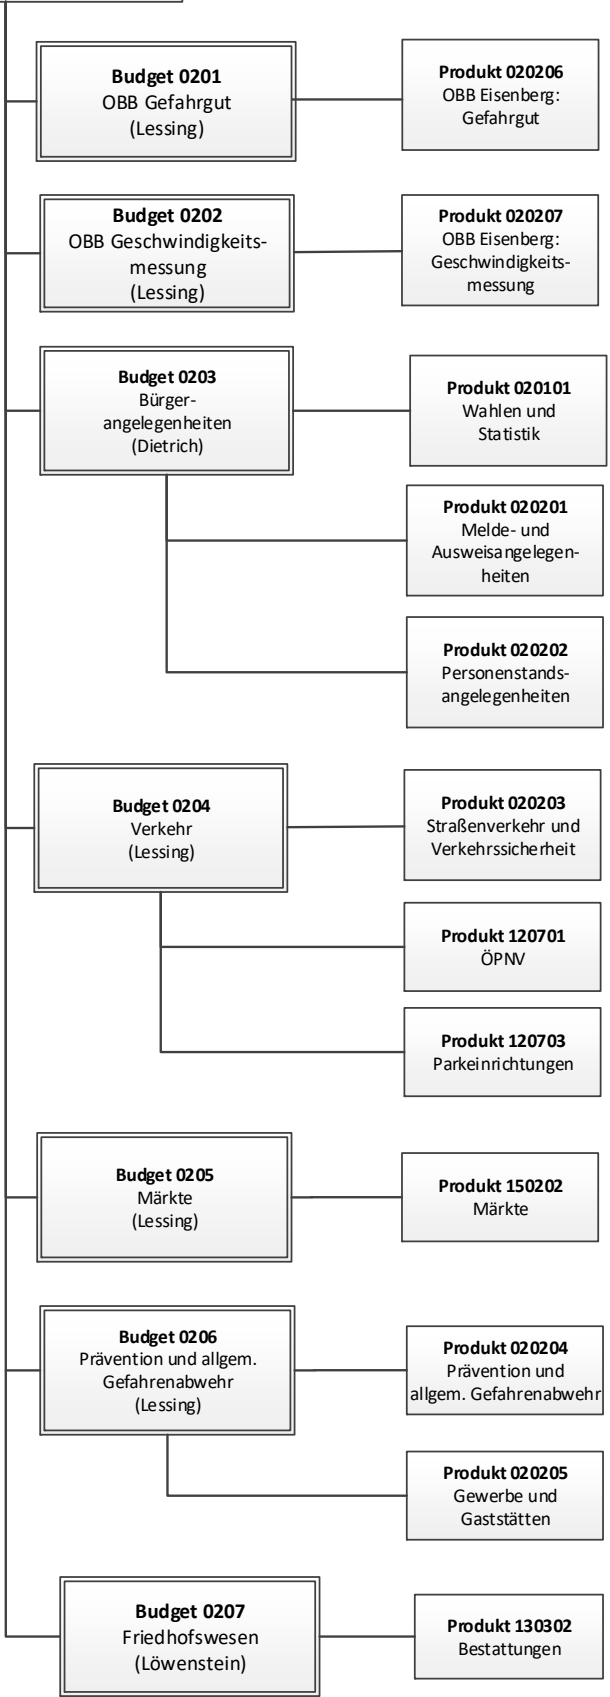 Budget 0201
OBB Gefahrgut
(Lessing)
Produkt 020206
OBB Eisenberg:
Gefahrgut
Budget 0202
OBB Geschwindigkeits-
messung
(Lessing)
Produkt 020207
OBB Eisenberg:
Geschwindigkeits-
messung
Budget 0203
Bürger-
angelegenheiten
(Dietrich)
Produkt 020101
Wahlen und
Statistik
Produkt 020201
Melde- und
Ausweisangelegen-
heiten
Produkt 020202
Personenstands-
angelegenheiten
Budget 0204
Verkehr
(Lessing)
Produkt 020203
Straßenverkehr und
Verkehrssicherheit
Produkt 120701
ÖPNV
Produkt 120703
Parkeinrichtungen
Budget 0205
Märkte
(Lessing)
Produkt 150202
Märkte
Budget 0206
Prävention und allgem.
Gefahrenabwehr
(Lessing)
Produkt 020204
Prävention und
allgem. Gefahrenabwehr
Produkt 020205
Gewerbe und
Gaststätten
Budget 0207
Friedhofswesen
(Löwenstein)
Produkt 130302
Bestattungen